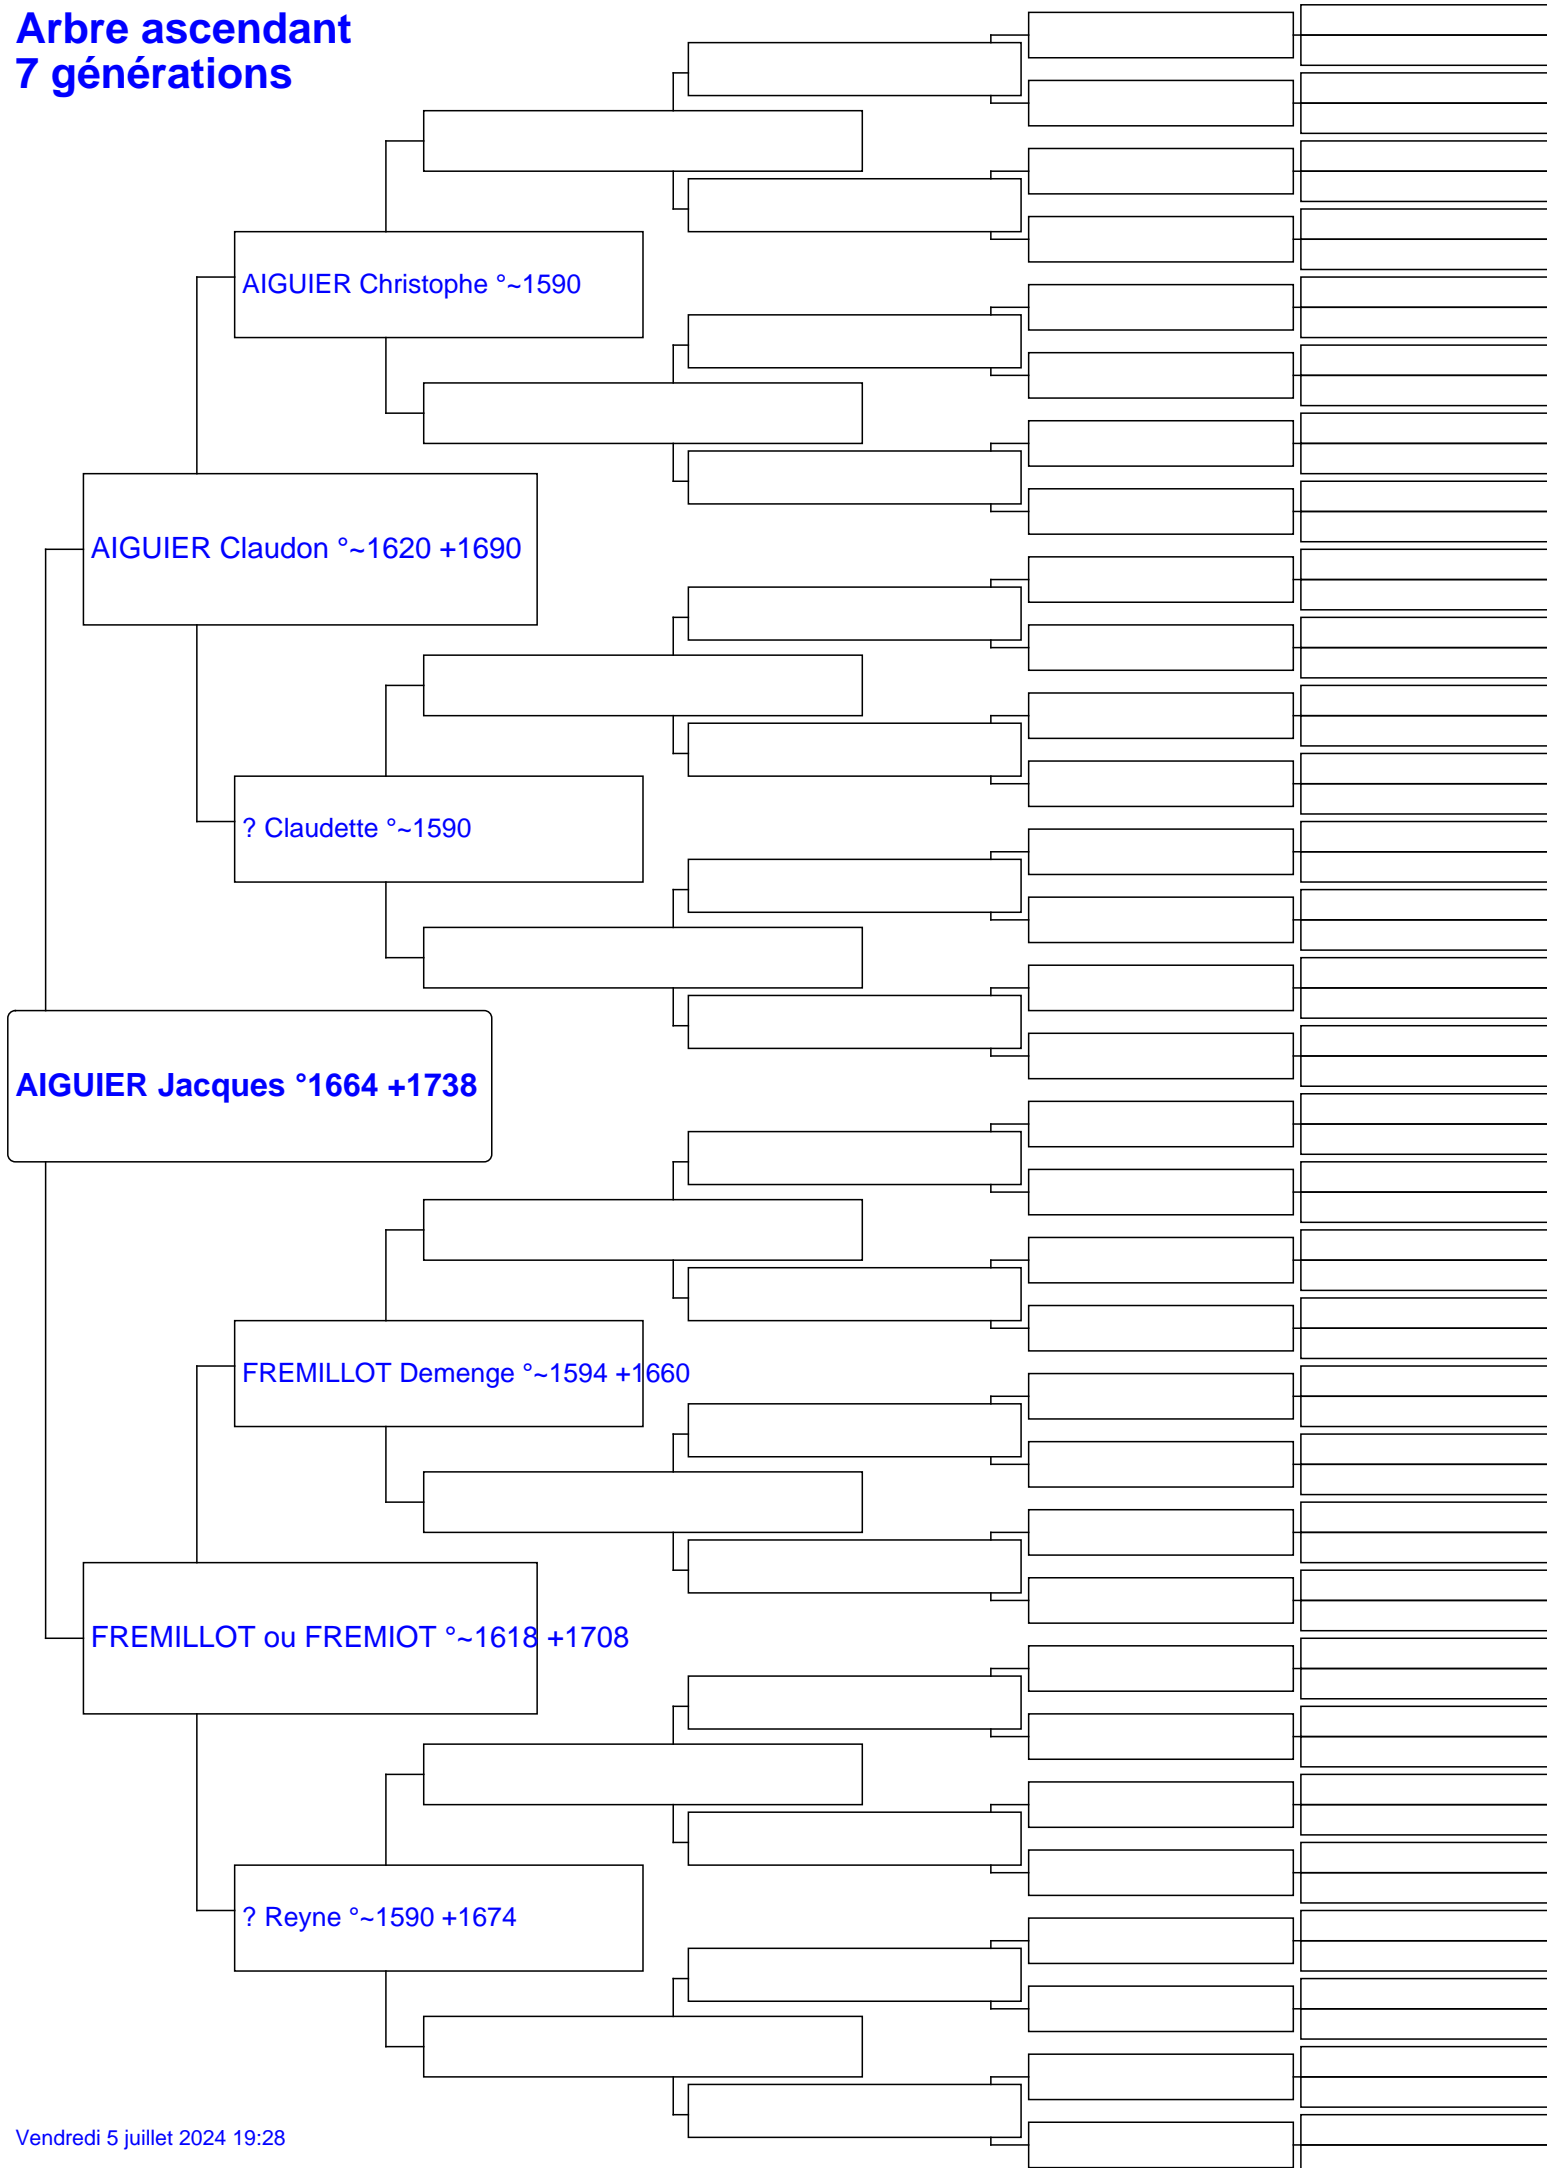 Arbre ascendant
7 générations
AIGUIER Christophe °~1590
AIGUIER Claudon °~1620 +1690
? Claudette °~1590
AIGUIER Jacques °1664 +1738
FREMILLOT Demenge °~1594 +1660
FREMILLOT ou FREMIOT °~1618 +1708
? Reyne °~1590 +1674
Vendredi 5 juillet 2024 19:28